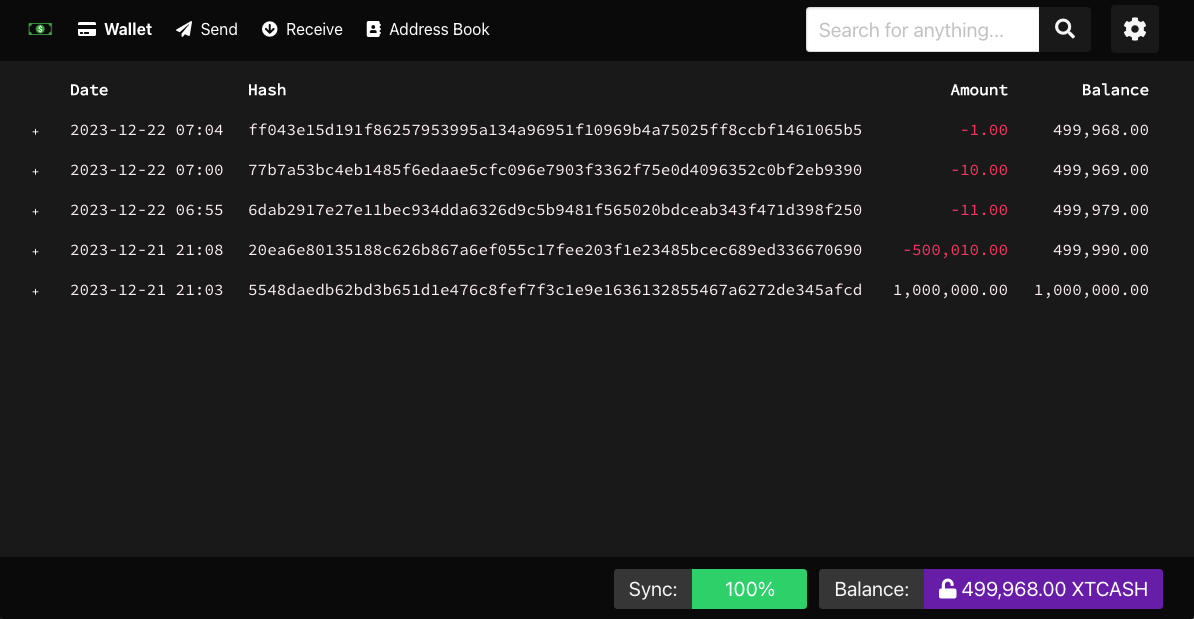 Wallet Send Receive Address Book Search for anything...
Date Hash Amount Balance
+ 2023-12-22 07:04 ff043e15d191f86257953995a134a96951f10969b4a75025ff8ccbf1461065b5 -1.00 499,968.00
+ 2023-12-22 07:00 77b7a53bc4eb1485f6edaae5cfc096e7903f3362f75e0d4096352c0bf2eb9390 -10.00 499,969.00
+ 2023-12-22 06:55 6dab2917e27e11bec934dda6326d9c5b9481f565020bdceab343f471d398f250 -11.00 499,979.00
+ 2023-12-21 21:08 20ea6e80135188c626b867a6ef055c17fee203f1e23485bcec689ed336670690 -500,010.00 499,990.00
+ 2023-12-21 21:03 5548daedb62bd3b651d1e476c8fef7f3c1e9e1636132855467a6272de345afcd 1,000,000.00 1,000,000.00
Sync: 100% Balance: 499,968.00 XTCASH